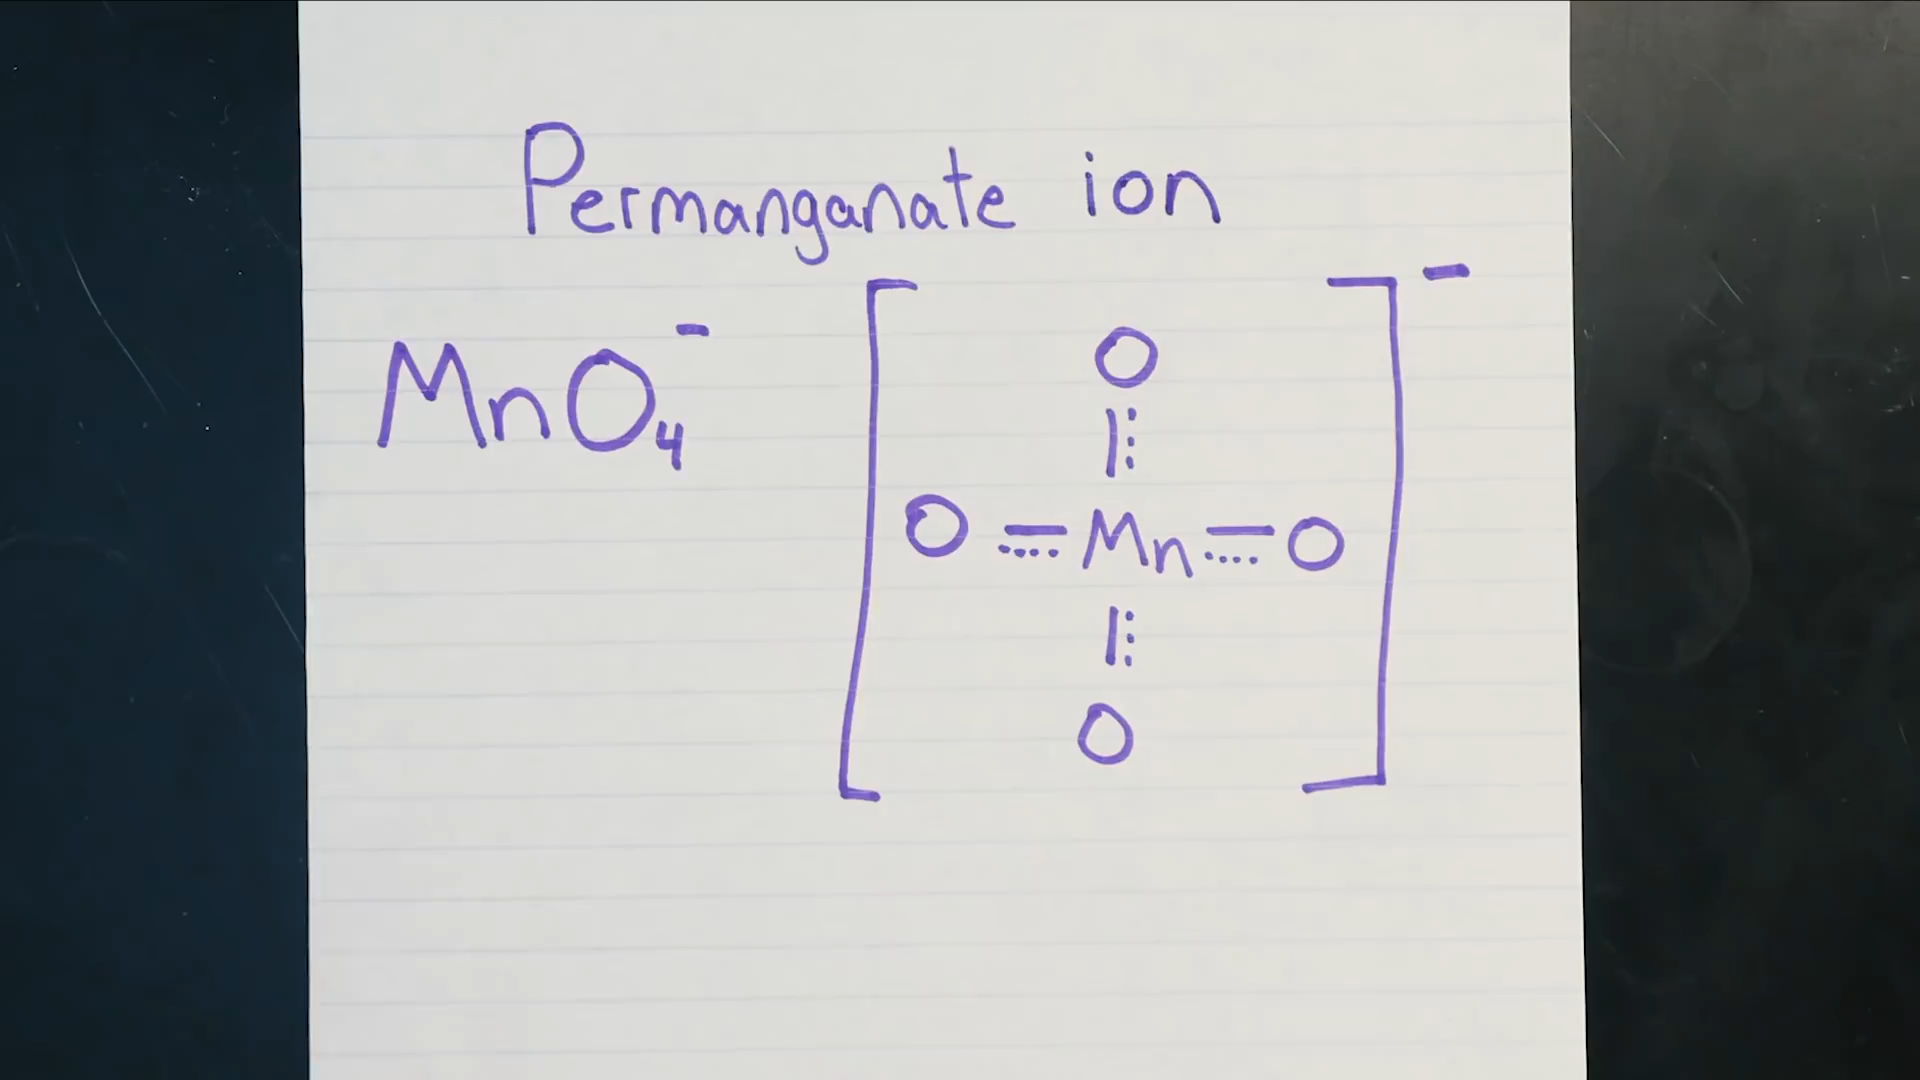 Permanganate ion
MnO₄⁻
[ ]⁻
O
O Mn O
O